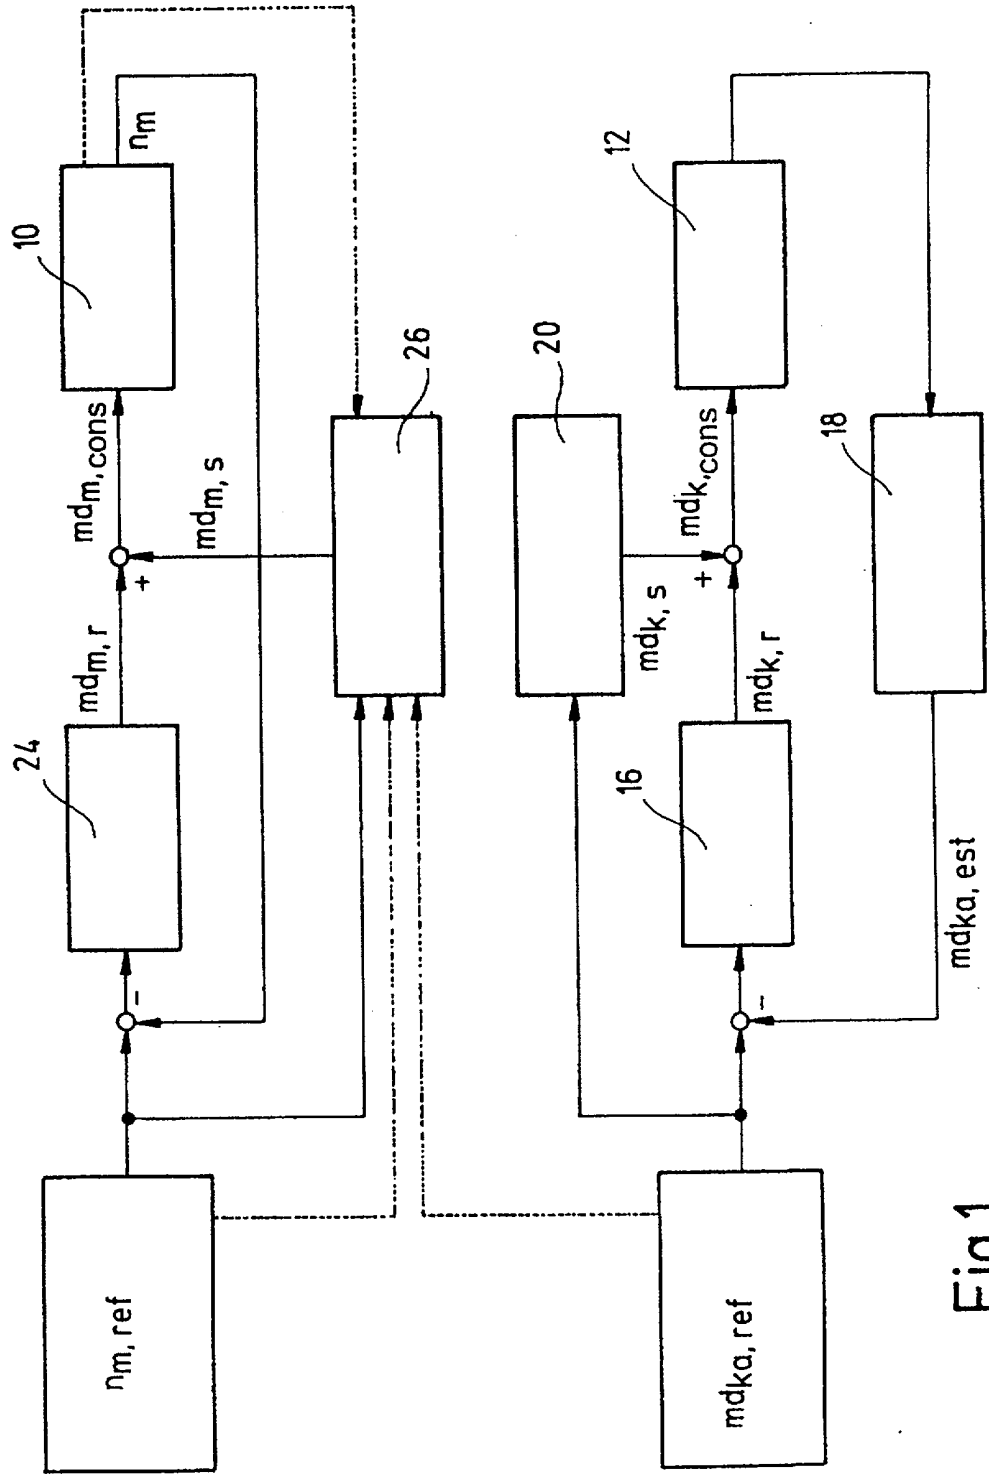 10
n_m
md_m,cons
md_m,s
md_m,r
+
24
26
−
n_m,ref
12
20
md_k,cons
md_k,s
+
md_k,r
18
16
md_ka,est
−
md_ka,ref
Fig.1